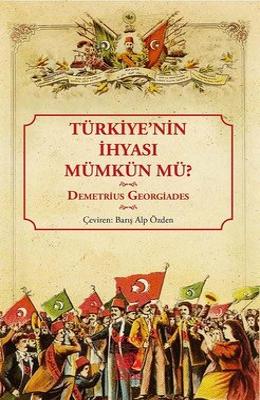 TÜRKİYE'NİN
İHYASI
MÜMKÜN MÜ?
DEMETRIUS GEORGIADES
Çeviren: Barış Alp Özden